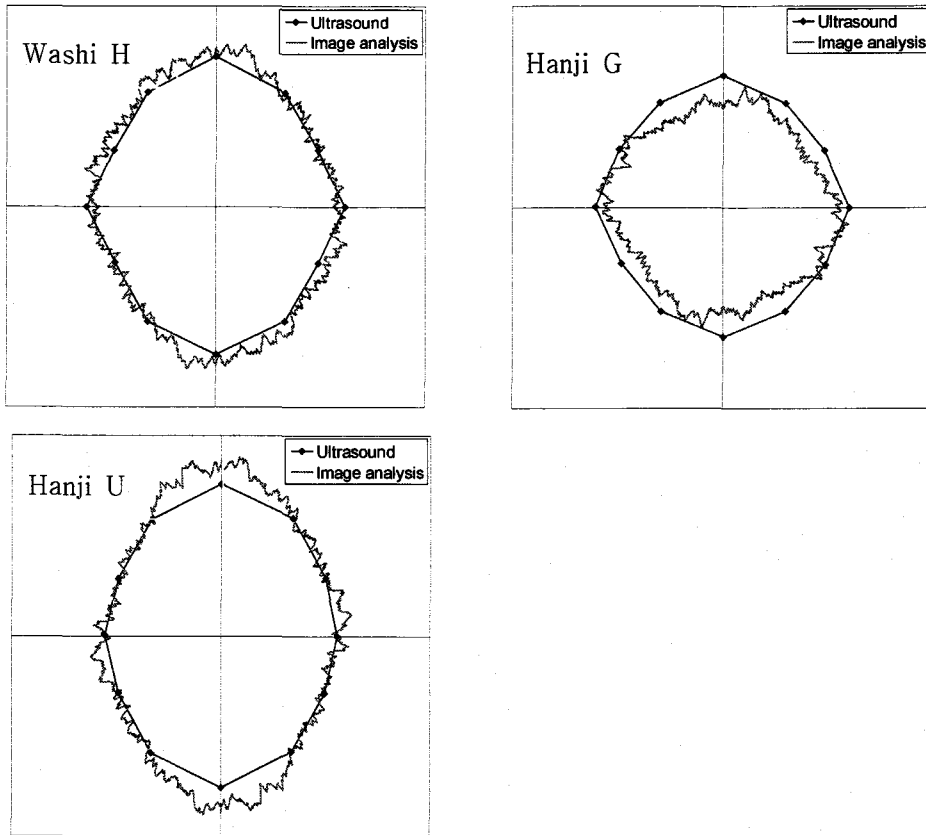 Washi H
Ultrasound
Image analysis
Hanji G
Ultrasound
Image analysis
Hanji U
Ultrasound
Image analysis